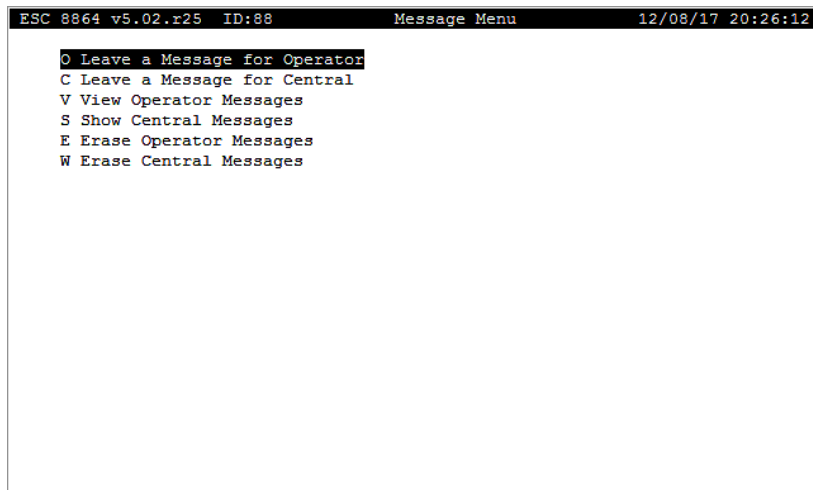 ESC 8864 v5.02.r25 ID:88 Message Menu 12/08/17 20:26:12
O Leave a Message for Operator
C Leave a Message for Central
V View Operator Messages
S Show Central Messages
E Erase Operator Messages
W Erase Central Messages